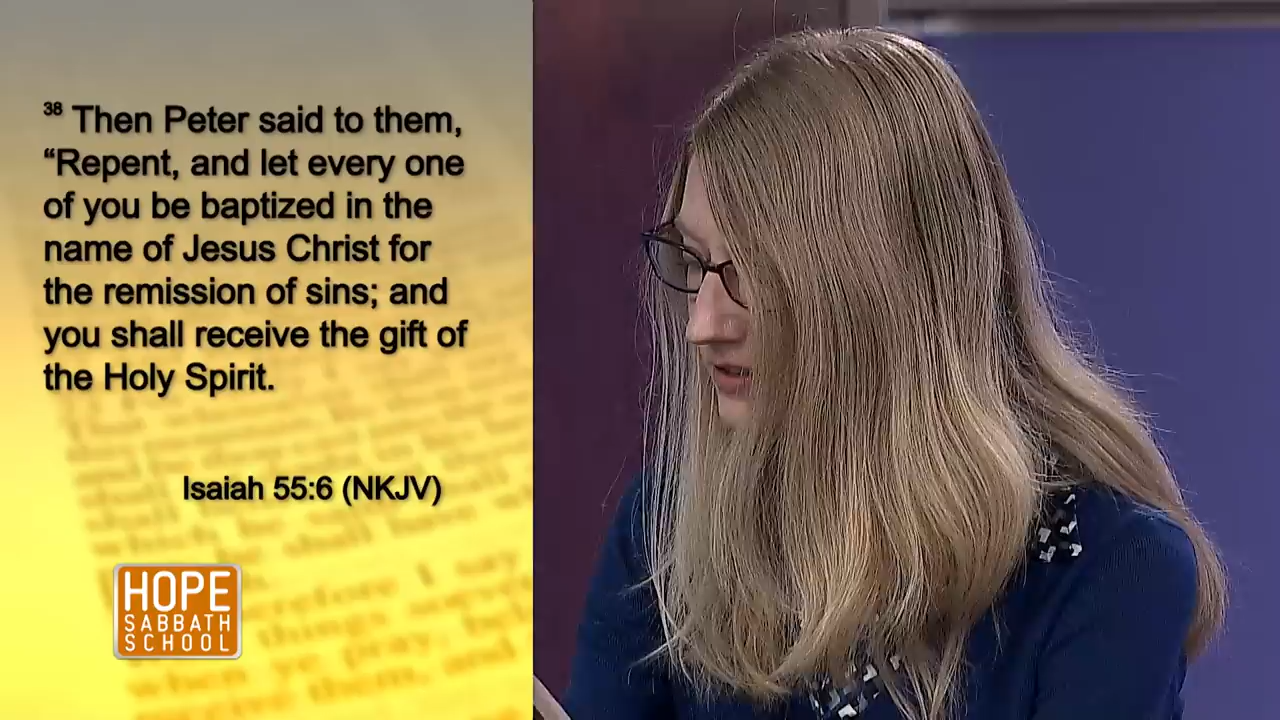 38 Then Peter said to them,
“Repent, and let every one
of you be baptized in the
name of Jesus Christ for
the remission of sins; and
you shall receive the gift of
the Holy Spirit.
Isaiah 55:6 (NKJV)
HOPE
SABBATH
SCHOOL
erefore I say